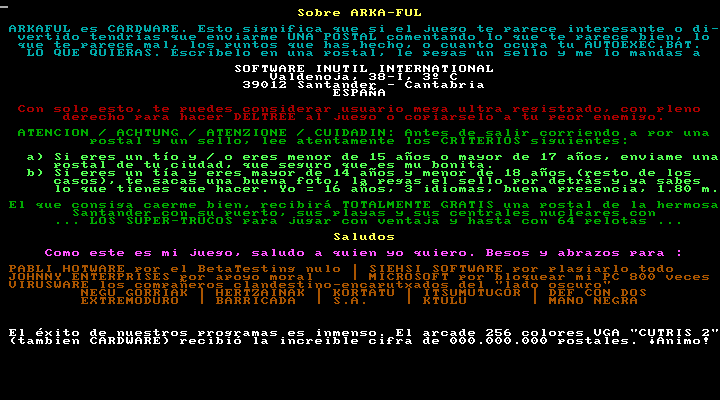 Sobre ARKA-FUL
ARKAFUL es CARDWARE. Esto significa que si el juego te parece interesante o di-
vertido tendrías que enviarme UNA POSTAL comentando lo que te parece bien, lo
que te parece mal, los puntos que has hecho, o cuanto ocupa tu AUTOEXEC.BAT.
LO QUE QUIERAS. Escríbelo en una postal, le pegas un sello y me lo mandas a
SOFTWARE INUTIL INTERNATIONAL
Valdenoja, 38-I, 3º C
39012 Santander - Cantabria
ESPAÑA
Con solo esto, te puedes considerar usuario mega ultra registrado, con pleno
derecho para hacer DELTREE al juego o copiarselo a tu peor enemigo.
ATENCION / ACHTUNG / ATENZIONE / CUIDADIN: Antes de salir corriendo a por una
postal y un sello, lee atentamente los CRITERIOS siguientes:
a) Si eres un tío y / o eres menor de 15 años o mayor de 17 años, envíame una
postal de tu ciudad, que seguro que es mu bonita.
b) Si eres un tía y eres mayor de 14 años y menor de 18 años (resto de los
casos), te sacas una buena foto, la pegas el sello por detrás y ya sabes
lo que tienes que hacer. Yo = 16 años, 3 idiomas, buena presencia, 1.80 m.
El que consiga caerme bien, recibirá TOTALMENTE GRATIS una postal de la hermosa
Santander con su puerto, sus playas y sus centrales nucleares con
... LOS SUPER-TRUCOS para jugar con ventaja y hasta con 64 pelotas ...
Saludos
Como este es mi juego, saludo a quien yo quiero. Besos y abrazos para :
PABLI HOTWARE por el BetaTesting nulo | SIEHSI SOFTWARE por plagiarlo todo
JOHNNY ENTERPRISES por apoyo moral | MICROSOFT por bloquear mi PC 800 veces
VIRUSWARE los compañeros clandestino-encaputxados del "lado oscuro"
NEGU GORRIAK | HERTZAINAK | KORTATU | ITSUMUTUGOR | DEF CON DOS
EXTREMODURO | BARRICADA | S.A. | KTULU | MANO NEGRA
El éxito de nuestros programas es inmenso. El arcade 256 colores VGA "CUTRIS 2"
(tambien CARDWARE) recibió la increible cifra de 000.000.000 postales. ¡Animo!